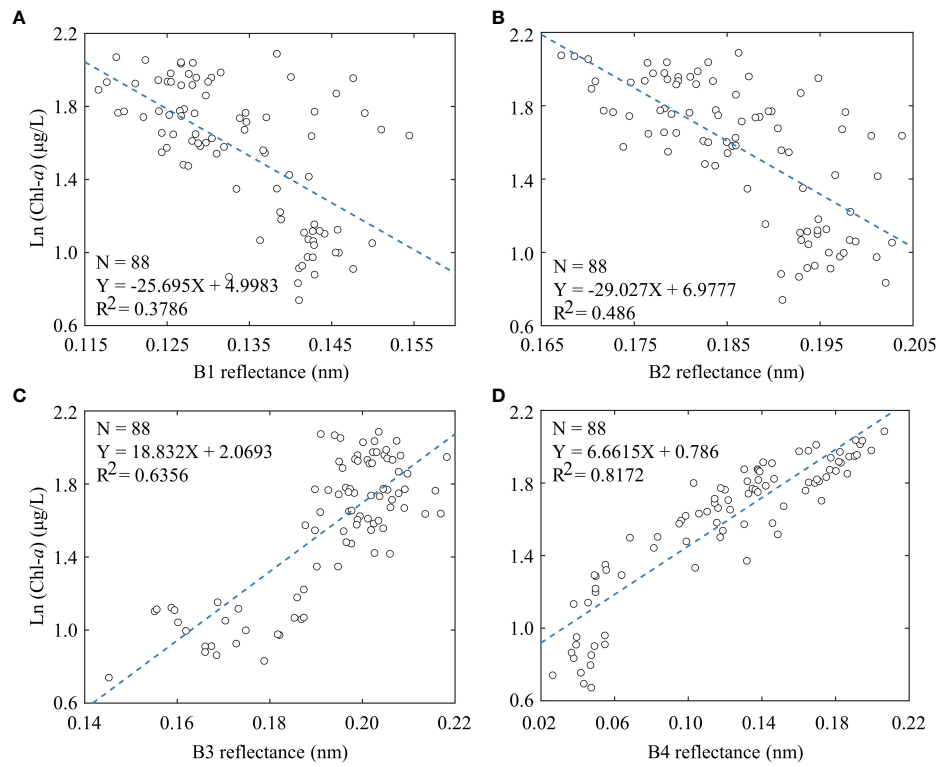 A
Ln (Chl-a) (μg/L)
2.2
1.8
1.4
1.0
0.6
N = 88
Y = -25.695X + 4.9983
R2 = 0.3786
0.115
0.125
0.135
0.145
0.155
B1 reflectance (nm)
B
2.2
1.8
1.4
1.0
0.6
N = 88
Y = -29.027X + 6.9777
R2 = 0.486
0.165
0.175
0.185
0.195
0.205
B2 reflectance (nm)
C
Ln (Chl-a) (μg/L)
2.2
1.8
1.4
1.0
0.6
N = 88
Y = 18.832X + 2.0693
R2 = 0.6356
0.14
0.16
0.18
0.20
0.22
B3 reflectance (nm)
D
2.2
1.8
1.4
1.0
0.6
N = 88
Y = 6.6615X + 0.786
R2 = 0.8172
0.02
0.06
0.10
0.14
0.18
0.22
B4 reflectance (nm)